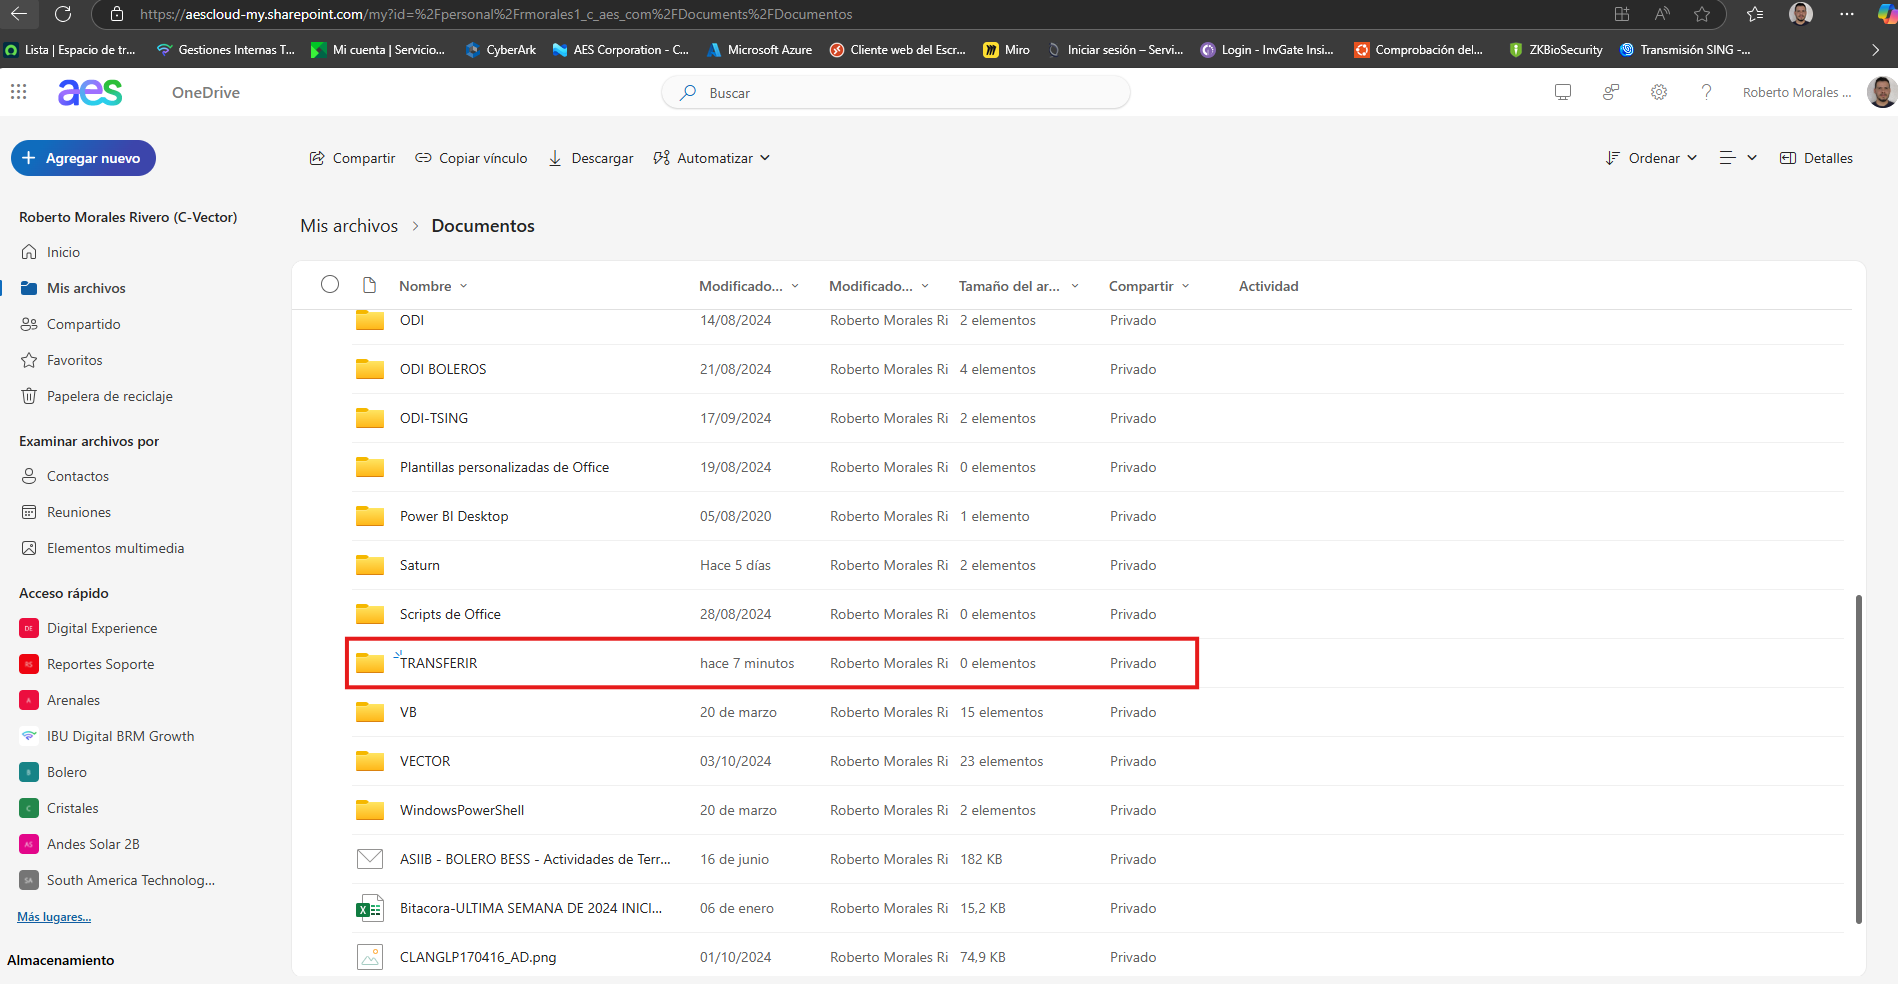 https://aescloud-my.sharepoint.com/my?id=%2Fpersonal%2Frmorales1_c_aes_com%2FDocuments%2FDocumentos
Lista | Espacio de tr...
Gestiones Internas T...
Mi cuenta | Servicio...
CyberArk
AES Corporation - C...
Microsoft Azure
Cliente web del Escr...
Miro
Iniciar sesión – Servi...
Login - InvGate Insi...
Comprobación del...
ZKBioSecurity
Transmisión SING -...
aes
OneDrive
Buscar
Roberto Morales ...
Agregar nuevo
Compartir
Copiar vínculo
Descargar
Automatizar
Ordenar
Detalles
Roberto Morales Rivero (C-Vector)
Inicio
Mis archivos
Compartido
Favoritos
Papelera de reciclaje
Examinar archivos por
Contactos
Reuniones
Elementos multimedia
Acceso rápido
DE Digital Experience
RS Reportes Soporte
A Arenales
IBU Digital BRM Growth
B Bolero
C Cristales
AS Andes Solar 2B
SA South America Technolog...
Más lugares...
Almacenamiento
Mis archivos > Documentos
Nombre Modificado... Modificado... Tamaño del ar... Compartir Actividad
ODI 14/08/2024 Roberto Morales Ri 2 elementos Privado
ODI BOLEROS 21/08/2024 Roberto Morales Ri 4 elementos Privado
ODI-TSING 17/09/2024 Roberto Morales Ri 2 elementos Privado
Plantillas personalizadas de Office 19/08/2024 Roberto Morales Ri 0 elementos Privado
Power BI Desktop 05/08/2020 Roberto Morales Ri 1 elemento Privado
Saturn Hace 5 días Roberto Morales Ri 2 elementos Privado
Scripts de Office 28/08/2024 Roberto Morales Ri 0 elementos Privado
TRANSFERIR hace 7 minutos Roberto Morales Ri 0 elementos Privado
VB 20 de marzo Roberto Morales Ri 15 elementos Privado
VECTOR 03/10/2024 Roberto Morales Ri 23 elementos Privado
WindowsPowerShell 20 de marzo Roberto Morales Ri 2 elementos Privado
ASIIB - BOLERO BESS - Actividades de Terr... 16 de junio Roberto Morales Ri 182 KB Privado
Bitacora-ULTIMA SEMANA DE 2024 INICI... 06 de enero Roberto Morales Ri 15,2 KB Privado
CLANGLP170416_AD.png 01/10/2024 Roberto Morales Ri 74,9 KB Privado